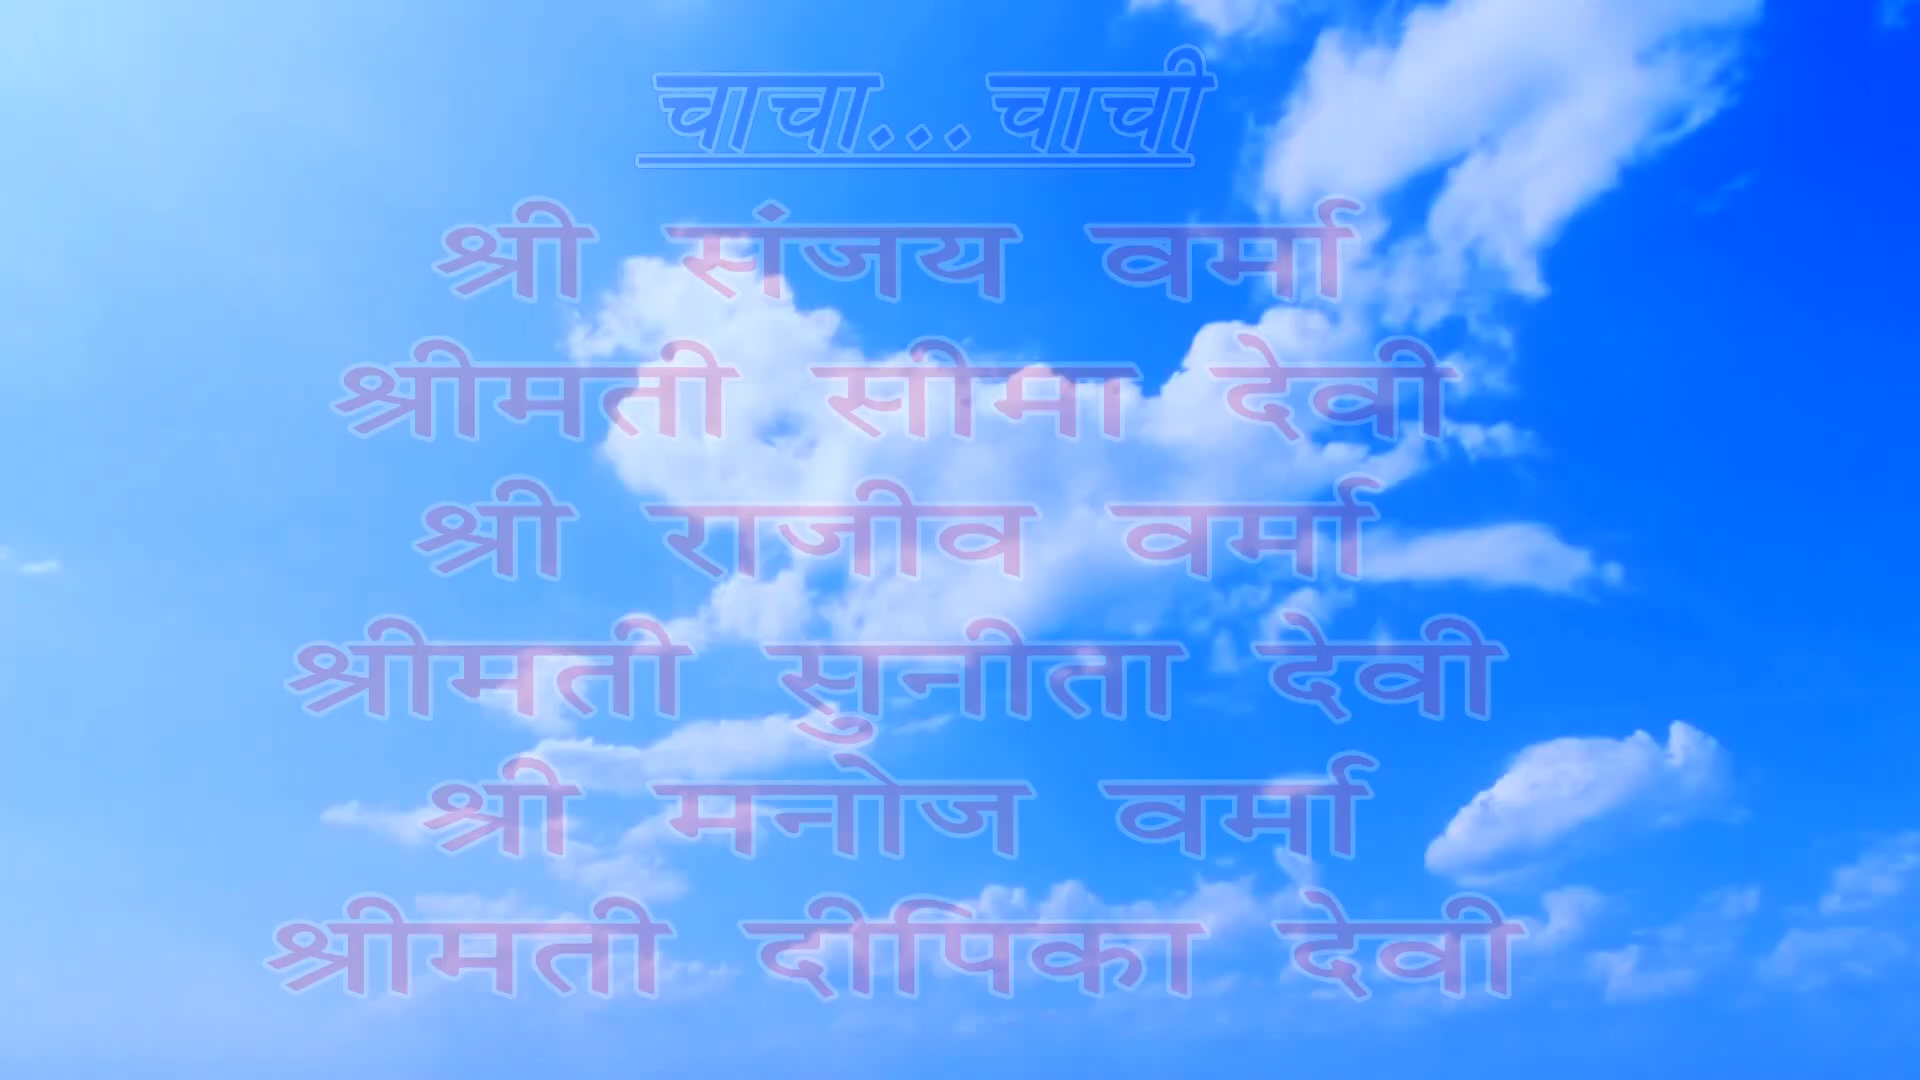 चाचा...चाची
श्री संजय वर्मा
श्रीमती सीमा देवी
श्री राजीव वर्मा
श्रीमती सुनीता देवी
श्री मनोज वर्मा
श्रीमती दीपिका देवी